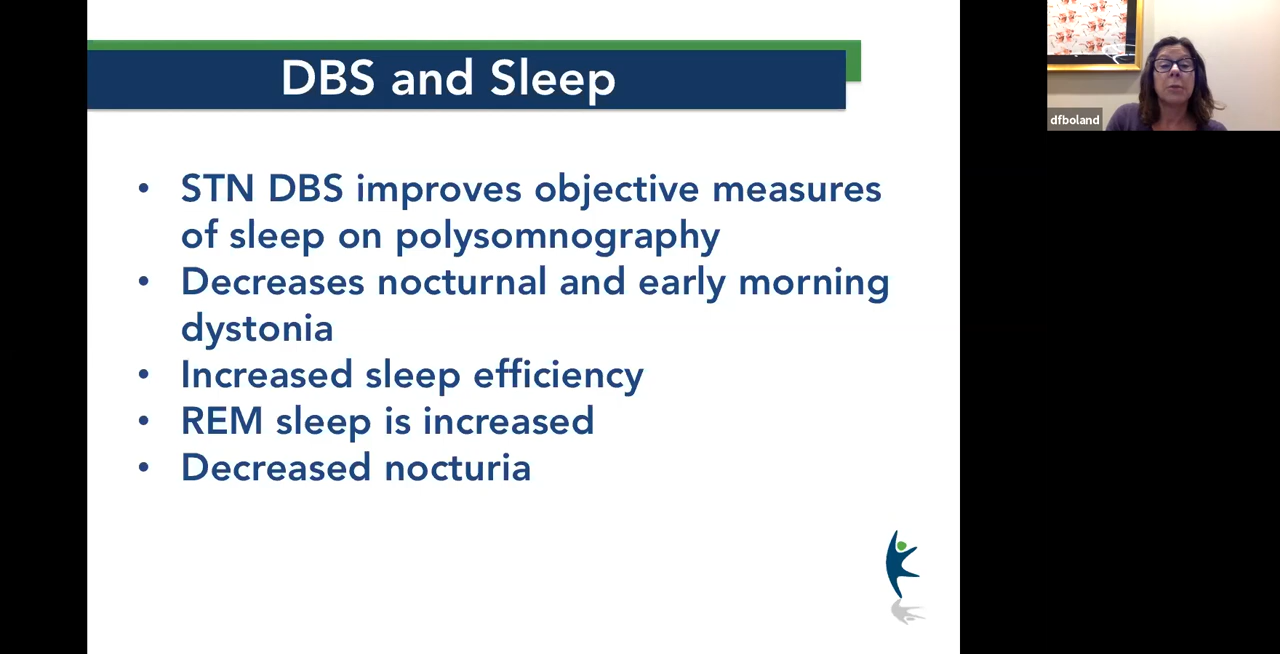 DBS and Sleep
• STN DBS improves objective measures
of sleep on polysomnography
• Decreases nocturnal and early morning
dystonia
• Increased sleep efficiency
• REM sleep is increased
• Decreased nocturia
dfboland